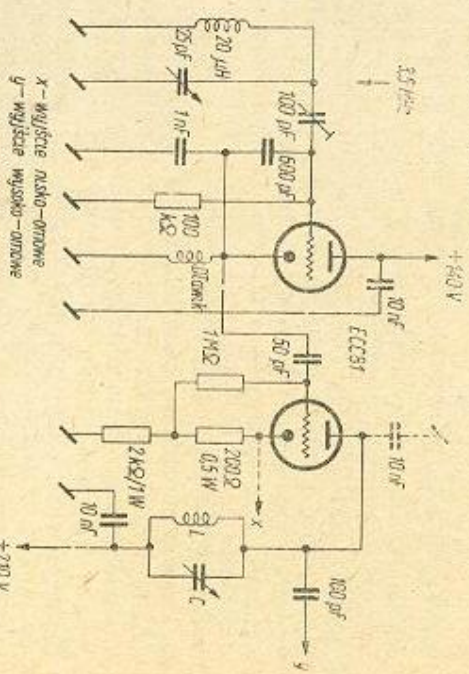 3,5 MHz
20 µH
25 pF
100 pF
1 nF
600 pF
100
kΩ
Dławik
+140 V
10 nF
ECC81
50 pF
1 MΩ
200 Ω
0,5 W
2 kΩ/1 W
x
10 nF
10 nF
L
C
100 pF
y
+210 V
x – wyjście nisko-omowe
y – wyjście wysoko-omowe